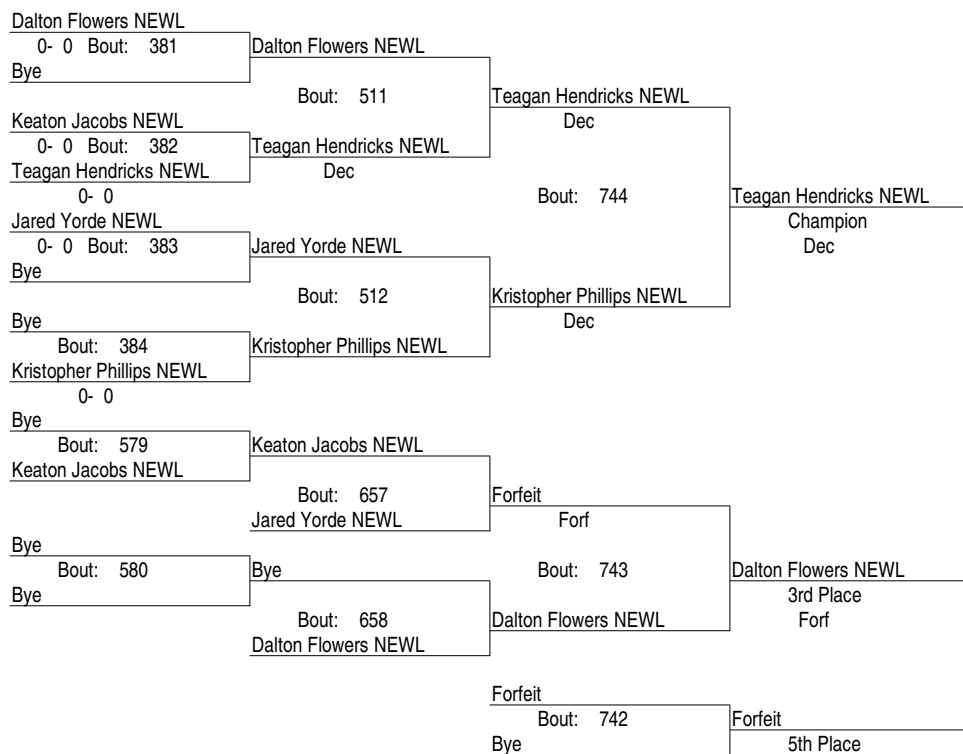 Dalton Flowers NEWL
0- 0 Bout: 381 Dalton Flowers NEWL
Bye
Bout: 511 Teagan Hendricks NEWL
Keaton Jacobs NEWL Dec
0- 0 Bout: 382 Teagan Hendricks NEWL
Teagan Hendricks NEWL Dec
0- 0 Bout: 744 Teagan Hendricks NEWL
Jared Yorde NEWL Champion
0- 0 Bout: 383 Jared Yorde NEWL Dec
Bye
Bout: 512 Kristopher Phillips NEWL
Bye Dec
Bout: 384 Kristopher Phillips NEWL
Kristopher Phillips NEWL
0- 0
Bye
Bout: 579 Keaton Jacobs NEWL
Keaton Jacobs NEWL
Bout: 657 Forfeit
Jared Yorde NEWL Forf
Bye
Bout: 580 Bye Bout: 743 Dalton Flowers NEWL
Bye 3rd Place
Bout: 658 Dalton Flowers NEWL Forf
Dalton Flowers NEWL
Forfeit
Bout: 742 Forfeit
Bye 5th Place